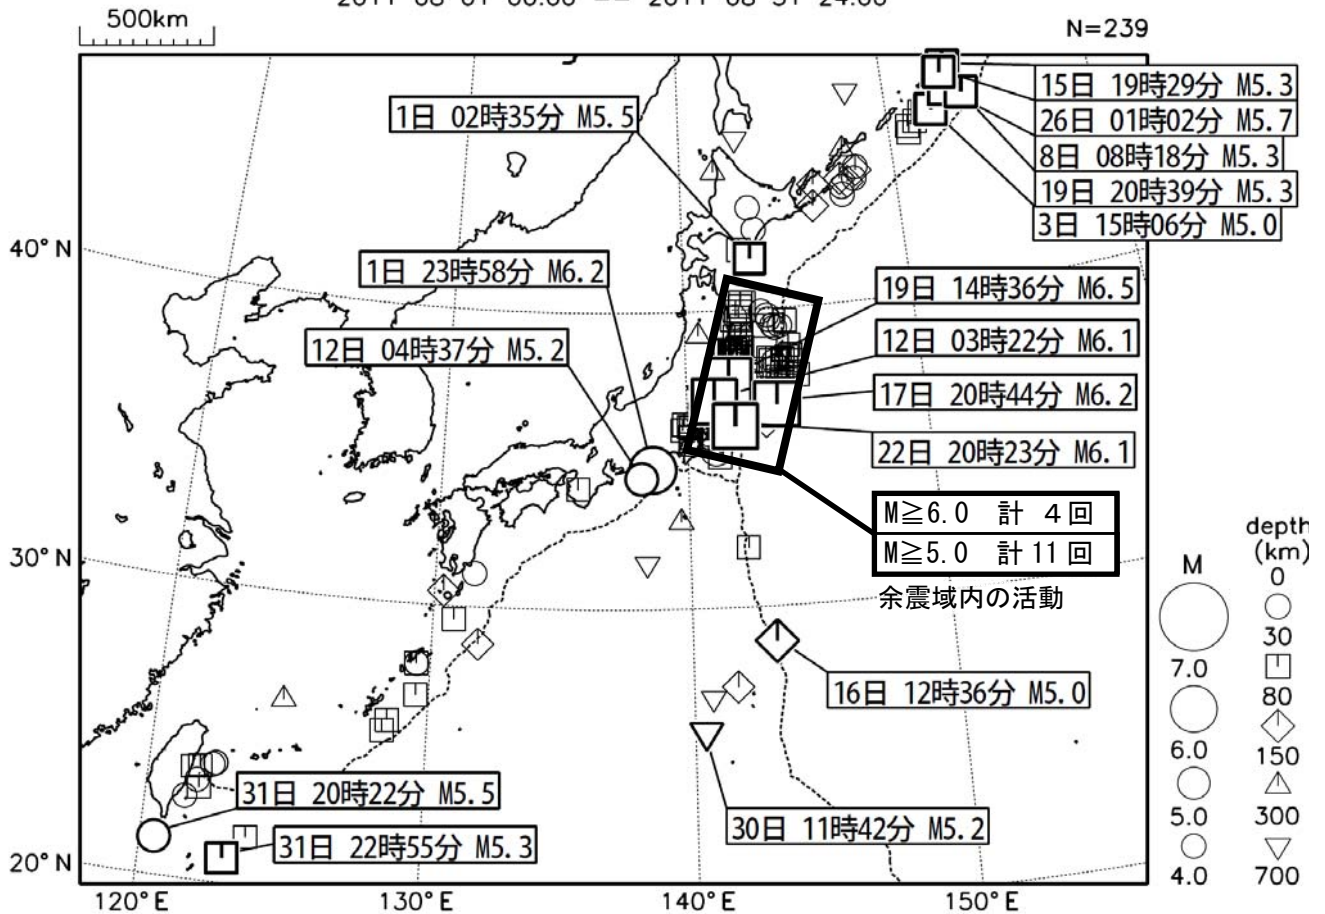 500km
N=239
15日 19時29分 M5.3
26日 01時02分 M5.7
8日 08時18分 M5.3
19日 20時39分 M5.3
3日 15時06分 M5.0
1日 02時35分 M5.5
40°N
1日 23時58分 M6.2
12日 04時37分 M5.2
19日 14時36分 M6.5
12日 03時22分 M6.1
17日 20時44分 M6.2
22日 20時23分 M6.1
M≧6.0 計 4回
M≧5.0 計 11回
余震域内の活動
30°N
16日 12時36分 M5.0
31日 20時22分 M5.5
31日 22時55分 M5.3
30日 11時42分 M5.2
20°N
120°E
130°E
140°E
150°E
M
7.0
6.0
5.0
4.0
depth
(km)
0
30
80
150
300
700